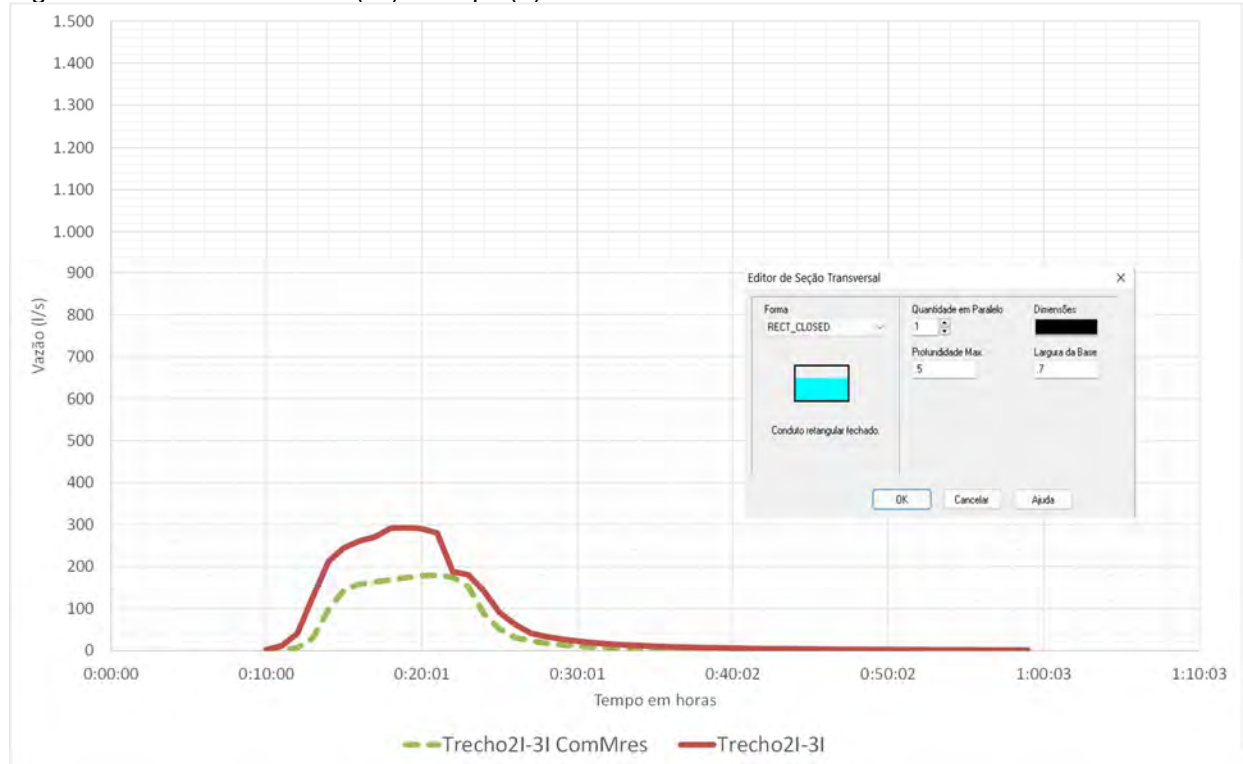 1.500
1.400
1.300
1.200
1.100
1.000
900
800
700
600
500
400
300
200
100
0
Vazão (l/s)
Editor de Seção Transversal
Forma
RECT_CLOSED
Quantidade em Paralelo
1
Dimensões
Profundidade Max.
.5
Largura da Base
.7
Conduto retangular fechado.
OK Cancelar Ajuda
0:00:00 0:10:00 0:20:01 0:30:01 0:40:02 0:50:02 1:00:03 1:10:03
Tempo em horas
Trecho2I-3I ComMres Trecho2I-3I